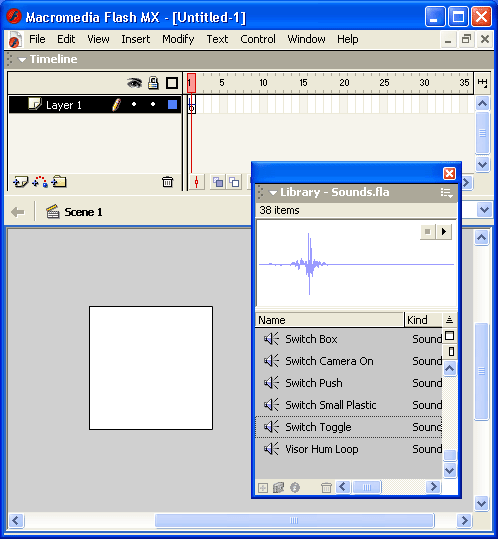 Macromedia Flash MX - [Untitled-1]
File Edit View Insert Modify Text Control Window Help
Timeline
1 5 10 15 20 25 30 35
Layer 1
Library - Sounds.fla
Scene 1
38 items
Name Kind
Switch Box Sound
Switch Camera On Sound
Switch Push Sound
Switch Small Plastic Sound
Switch Toggle Sound
Visor Hum Loop Sound